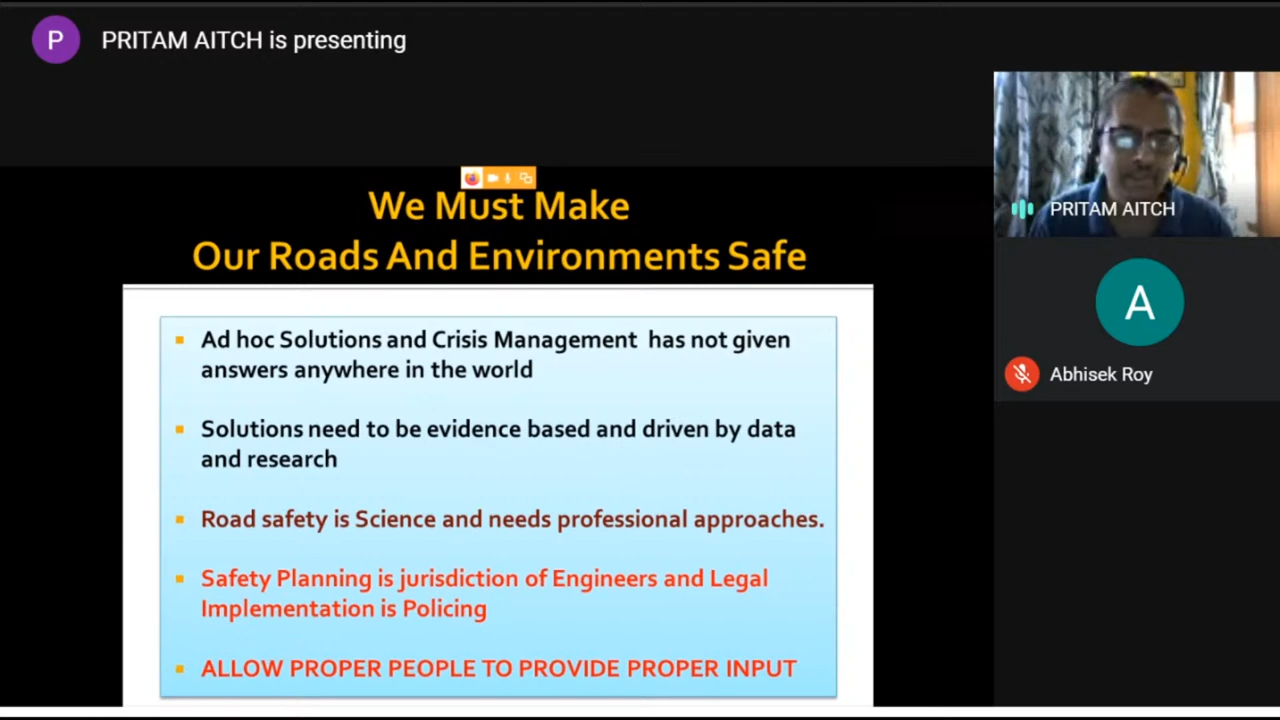 P
PRITAM AITCH is presenting
We Must Make
Our Roads And Environments Safe
Ad hoc Solutions and Crisis Management has not given
answers anywhere in the world
Solutions need to be evidence based and driven by data
and research
Road safety is Science and needs professional approaches.
Safety Planning is jurisdiction of Engineers and Legal
Implementation is Policing
ALLOW PROPER PEOPLE TO PROVIDE PROPER INPUT
PRITAM AITCH
A
Abhisek Roy